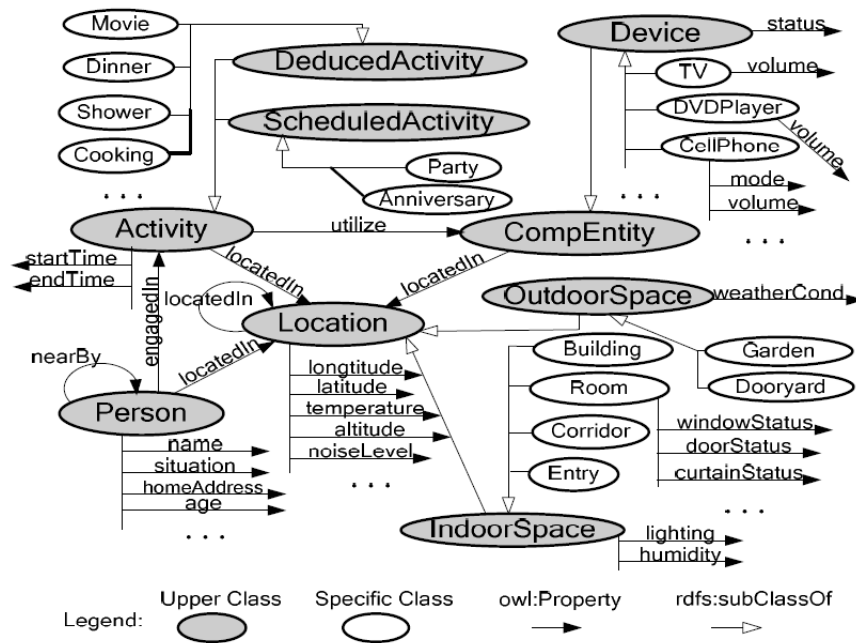 Movie
Dinner
Shower
Cooking
. . .
DeducedActivity
ScheduledActivity
Party
Anniversary
Device
status
TV
volume
DVDPlayer
volume
CellPhone
mode
volume
. . .
. . .
Activity
utilize
CompEntity
startTime
endTime
locatedIn
locatedIn
engagedIn
locatedIn
Location
OutdoorSpace
weatherCond
nearBy
locatedIn
longtitude
latitude
temperature
altitude
noiseLevel
. . .
Building
Room
Corridor
Entry
Garden
Dooryard
windowStatus
doorStatus
curtainStatus
. . .
Person
name
situation
homeAddress
age
. . .
IndoorSpace
lighting
humidity
Legend:
Upper Class
Specific Class
owl:Property
rdfs:subClassOf